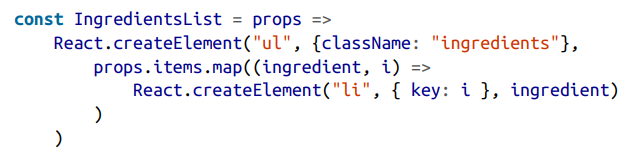 const IngredientsList = props =>
    React.createElement("ul", {className: "ingredients"},
        props.items.map((ingredient, i) =>
            React.createElement("li", { key: i }, ingredient)
        )
    )